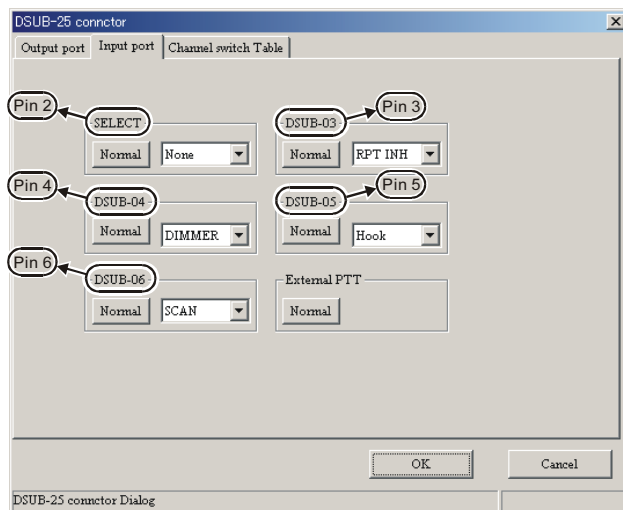 DSUB-25 connctor
Output port Input port Channel switch Table
Pin 2 SELECT DSUB-03 Pin 3
Normal None Normal RPT INH
Pin 4 DSUB-04 DSUB-05 Pin 5
Normal DIMMER Normal Hook
Pin 6 DSUB-06 External PTT
Normal SCAN Normal
OK Cancel
DSUB-25 connctor Dialog